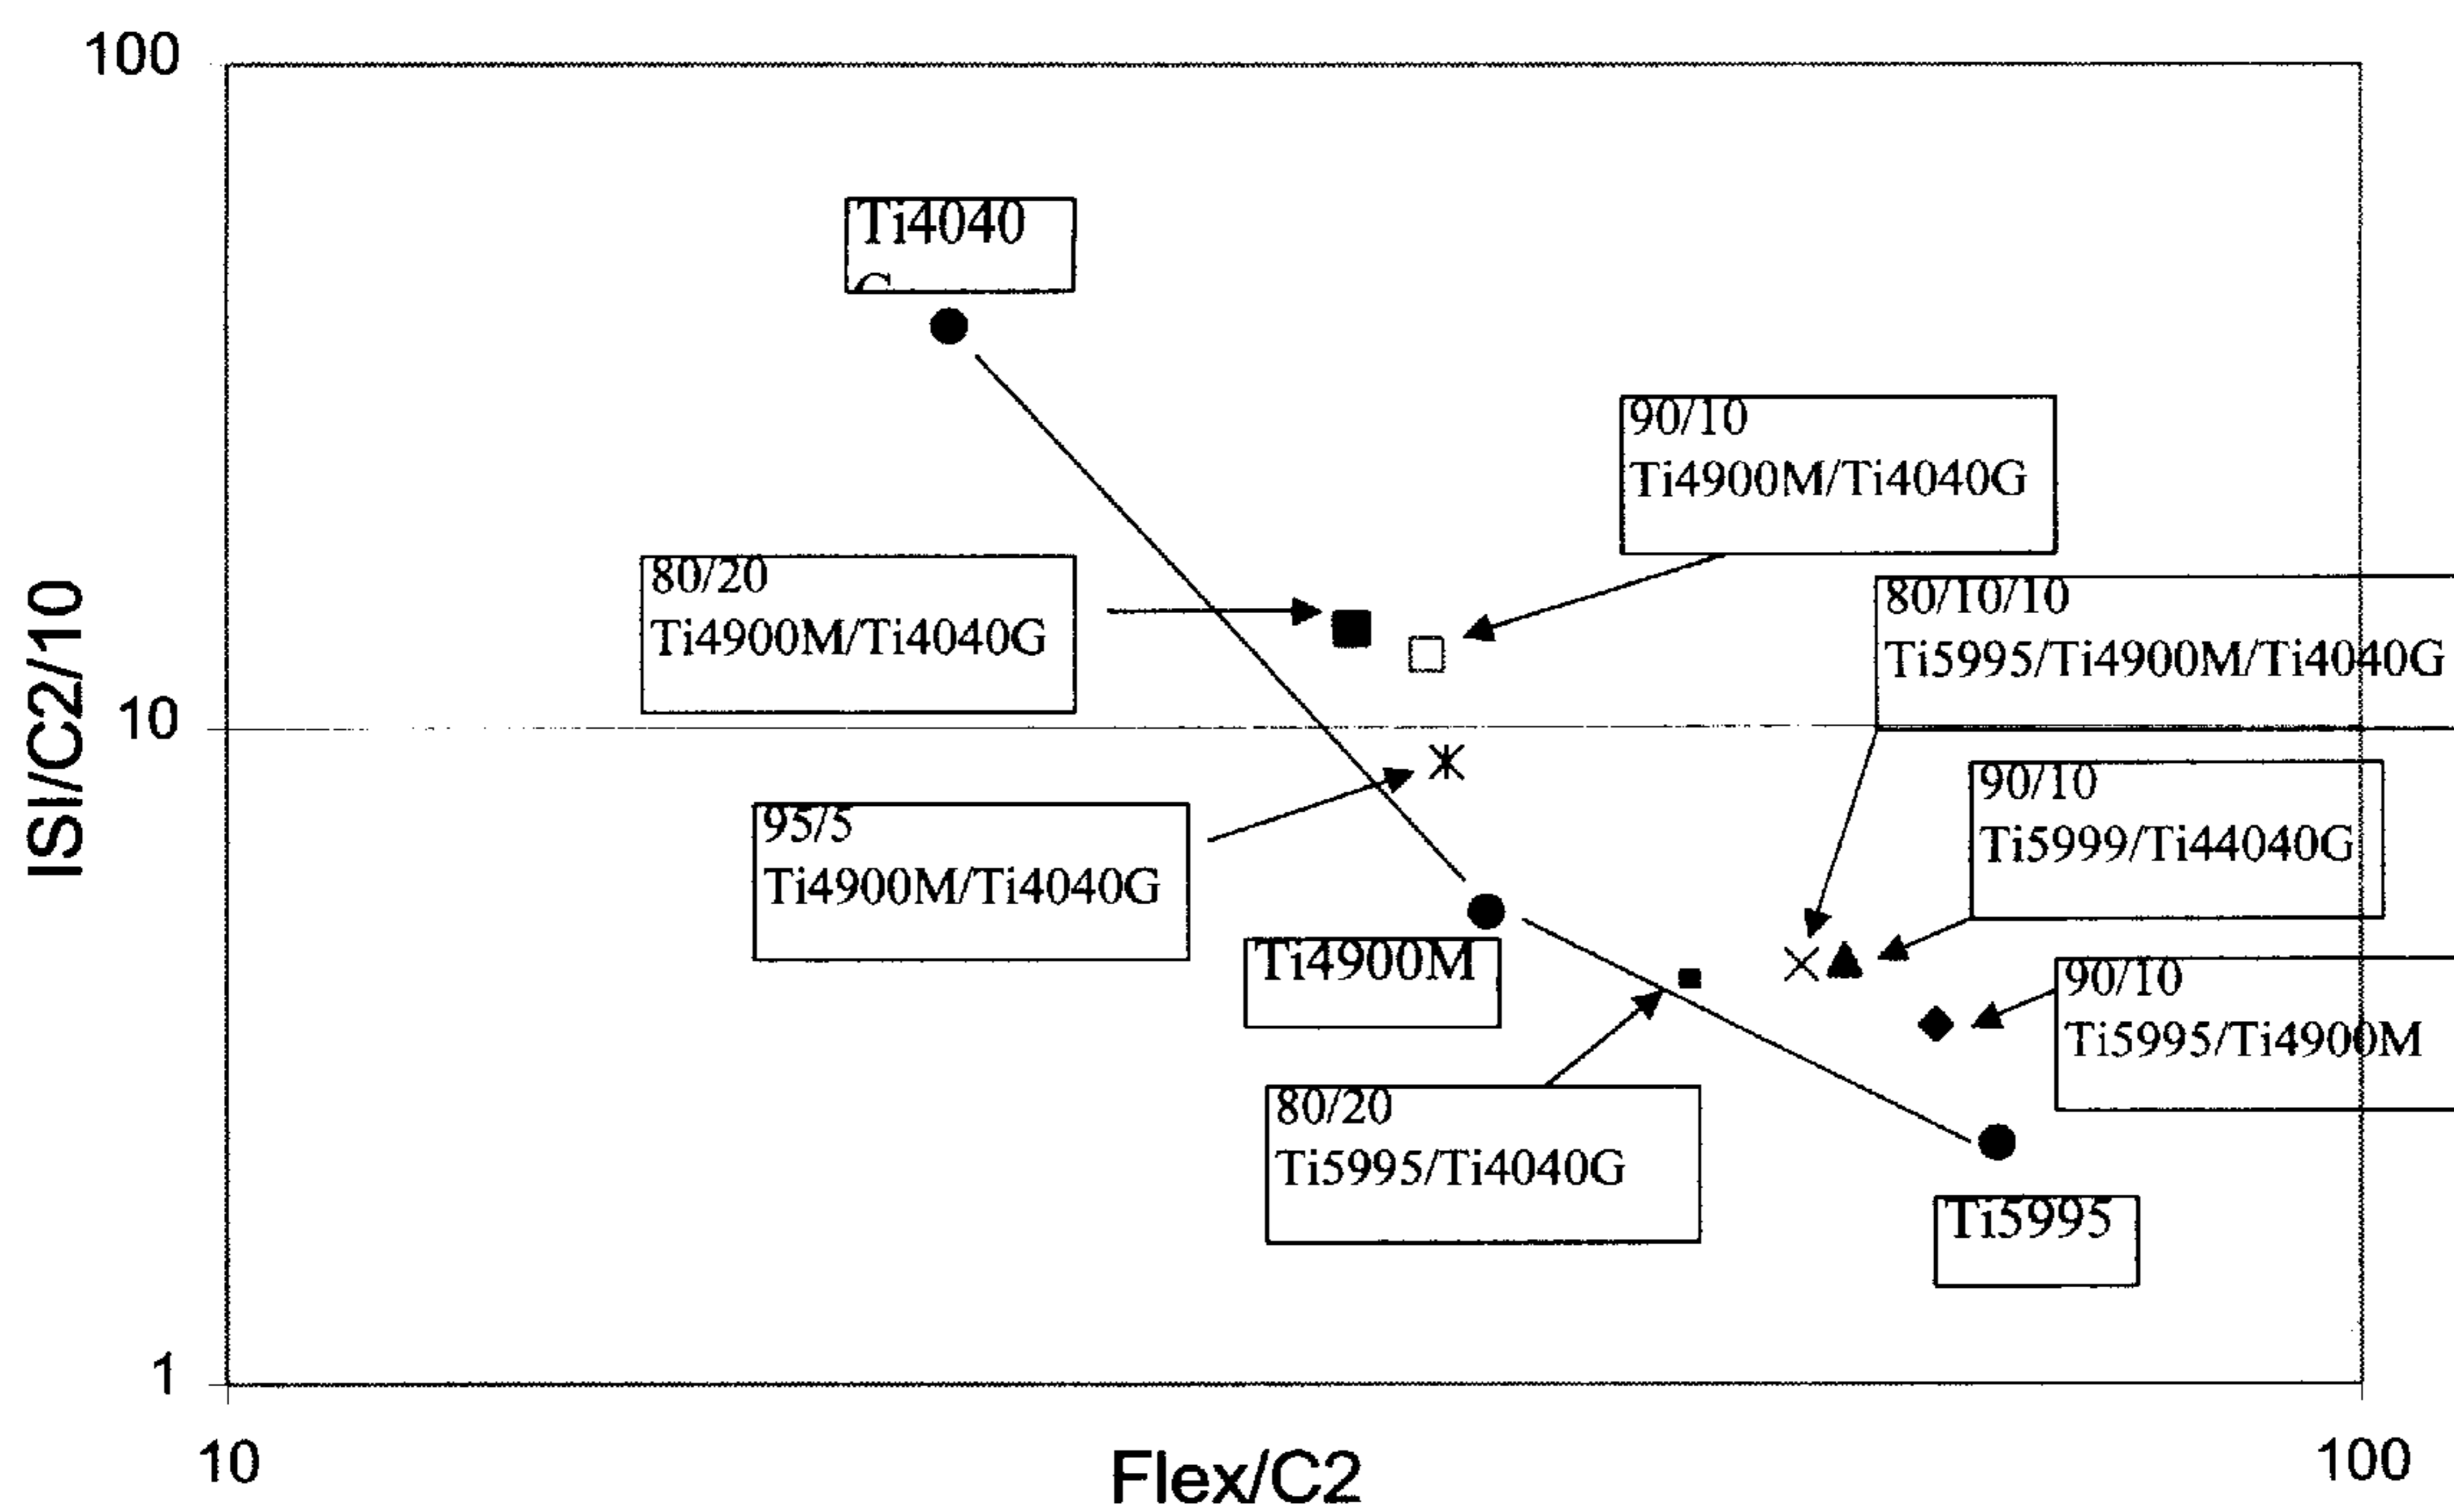 100
Ti4040
G
90/10
Ti4900M/Ti4040G
80/20
Ti4900M/Ti4040G
80/10/10
Ti5995/Ti4900M/Ti4040G
ISI/C2/10
10
90/10
Ti5999/Ti44040G
95/5
Ti4900M/Ti4040G
Ti4900M
90/10
Ti5995/Ti4900M
80/20
Ti5995/Ti4040G
Ti5995
1
10
Flex/C2
100